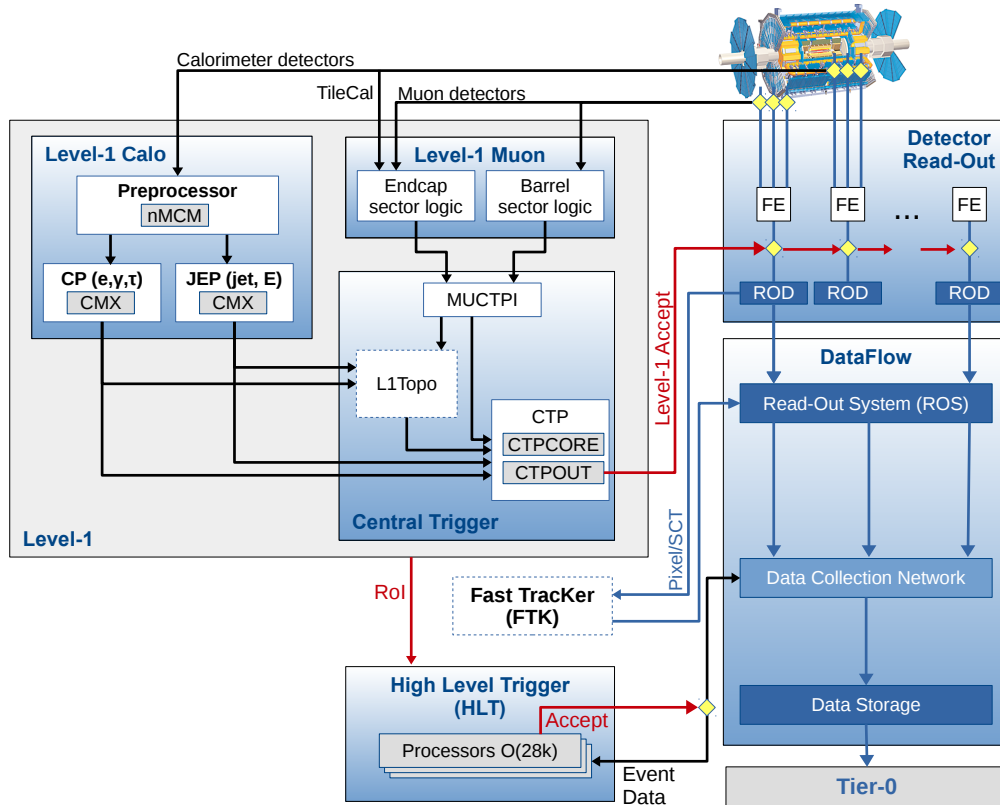 Calorimeter detectors
TileCal
Muon detectors
Level-1 Calo
Preprocessor
nMCM
CP (e,γ,τ)
CMX
JEP (jet, E)
CMX
Level-1 Muon
Endcap
sector logic
Barrel
sector logic
MUCTPI
L1Topo
CTP
CTPCORE
CTPOUT
Central Trigger
Level-1
Level-1 Accept
Detector
Read-Out
FE
FE
...
FE
ROD
ROD
ROD
DataFlow
Read-Out System (ROS)
Data Collection Network
Data Storage
Tier-0
Pixel/SCT
Fast TracKer
(FTK)
RoI
High Level Trigger
(HLT)
Accept
Processors O(28k)
Event
Data